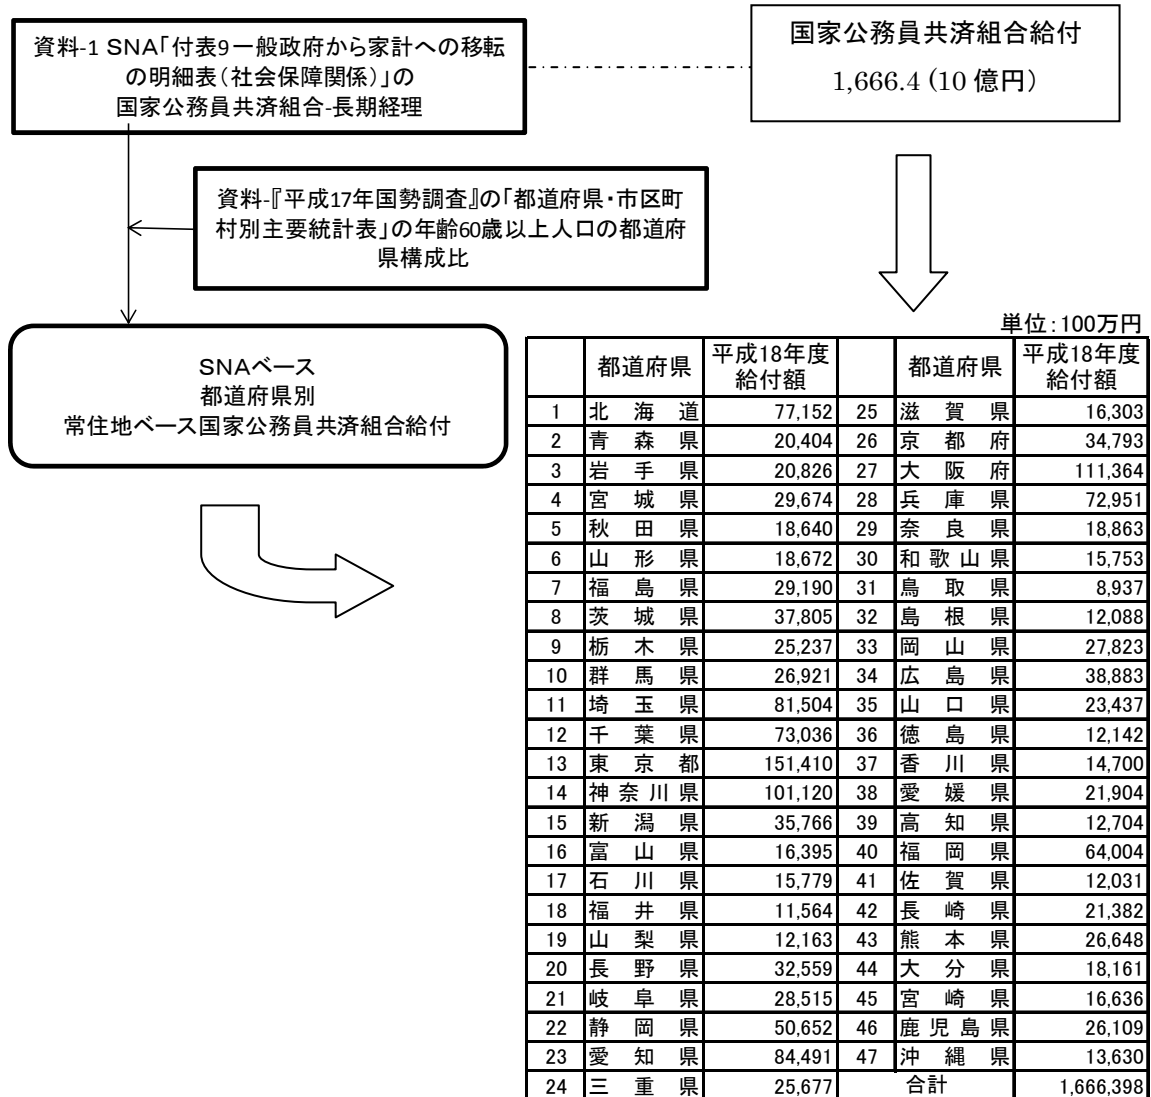 資料-1 SNA「付表9一般政府から家計への移転
の明細表(社会保障関係)」の
国家公務員共済組合-長期経理
国家公務員共済組合給付
1,666.4 (10 億円)
資料-『平成17年国勢調査』の「都道府県・市区町
村別主要統計表」の年齢60歳以上人口の都道府
県構成比
SNAベース
都道府県別
常住地ベース国家公務員共済組合給付
単位:100万円
都道府県 平成18年度給付額 都道府県 平成18年度給付額
1 北海道 77,152 25 滋賀県 16,303
2 青森県 20,404 26 京都府 34,793
3 岩手県 20,826 27 大阪府 111,364
4 宮城県 29,674 28 兵庫県 72,951
5 秋田県 18,640 29 奈良県 18,863
6 山形県 18,672 30 和歌山県 15,753
7 福島県 29,190 31 鳥取県 8,937
8 茨城県 37,805 32 島根県 12,088
9 栃木県 25,237 33 岡山県 27,823
10 群馬県 26,921 34 広島県 38,883
11 埼玉県 81,504 35 山口県 23,437
12 千葉県 73,036 36 徳島県 12,142
13 東京都 151,410 37 香川県 14,700
14 神奈川県 101,120 38 愛媛県 21,904
15 新潟県 35,766 39 高知県 12,704
16 富山県 16,395 40 福岡県 64,004
17 石川県 15,779 41 佐賀県 12,031
18 福井県 11,564 42 長崎県 21,382
19 山梨県 12,163 43 熊本県 26,648
20 長野県 32,559 44 大分県 18,161
21 岐阜県 28,515 45 宮崎県 16,636
22 静岡県 50,652 46 鹿児島県 26,109
23 愛知県 84,491 47 沖縄県 13,630
24 三重県 25,677 合計 1,666,398